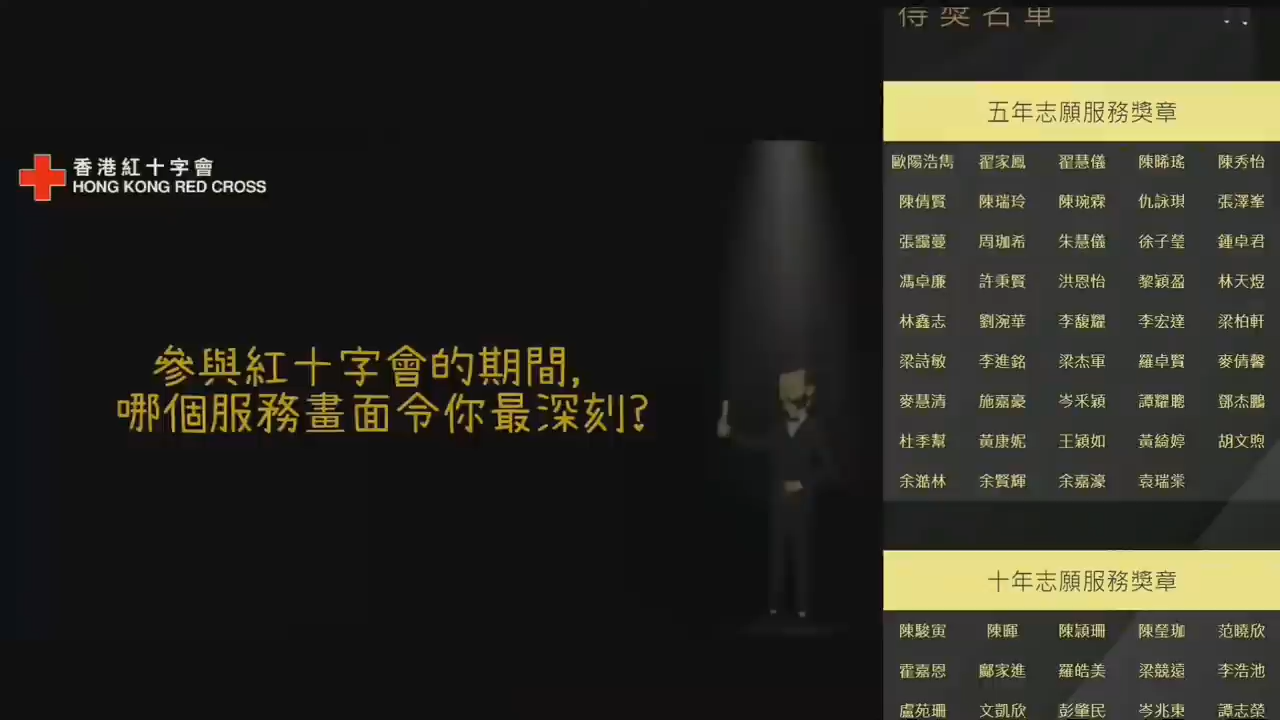 香港紅十字會
HONG KONG RED CROSS
參與紅十字會的期間,
哪個服務畫面令你最深刻?
得獎名單
五年志願服務獎章
歐陽浩雋 翟家鳳 翟慧儀 陳晞瑤 陳秀怡
陳倩賢 陳瑞玲 陳琬霖 仇詠琪 張澤峯
張靄蔓 周珈希 朱慧儀 徐子瑩 鍾卓君
馮卓廉 許秉賢 洪恩怡 黎穎盈 林天煜
林鑫志 劉涴華 李馥耀 李宏達 梁柏軒
梁詩敏 李進銘 梁杰軍 羅卓賢 麥倩馨
麥慧清 施嘉豪 岑釆穎 譚耀聰 鄧杰鵬
杜季幫 黃康妮 王穎如 黃綺婷 胡文煦
余澔林 余賢輝 余嘉濠 袁瑞棠
十年志願服務獎章
陳駿寅 陳暉 陳穎珊 陳瑩珈 范曉欣
霍嘉恩 鄺家進 羅皓美 梁競遠 李浩池
盧苑珊 文凱欣 彭肇民 岑兆東 譚志榮